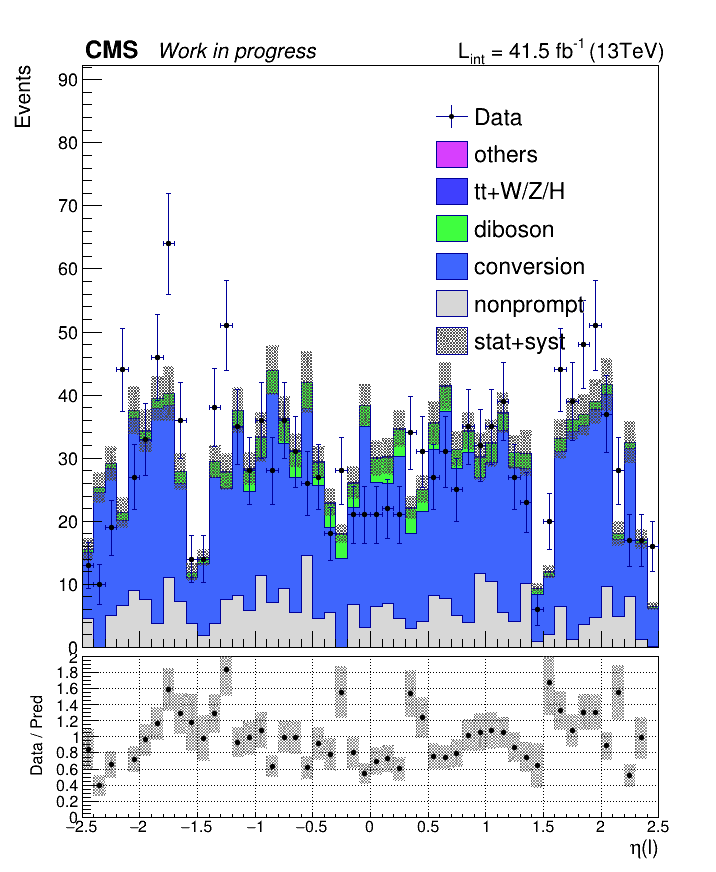 CMS Work in progress L_int = 41.5 fb^-1 (13TeV)
Events
90
80
70
60
50
40
30
20
10
0
Data
others
tt+W/Z/H
diboson
conversion
nonprompt
stat+syst
Data / Pred
2
1.8
1.6
1.4
1.2
1
0.8
0.6
0.4
0.2
0
−2.5 −2 −1.5 −1 −0.5 0 0.5 1 1.5 2 2.5
η(l)